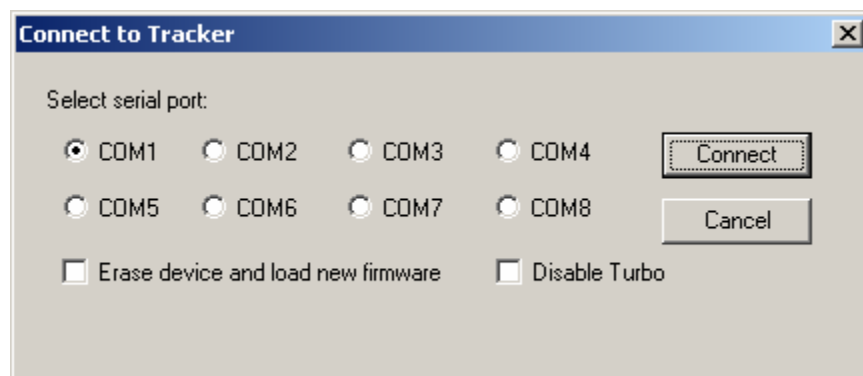 Connect to Tracker
Select serial port:
COM1 COM2 COM3 COM4 Connect
COM5 COM6 COM7 COM8 Cancel
Erase device and load new firmware Disable Turbo